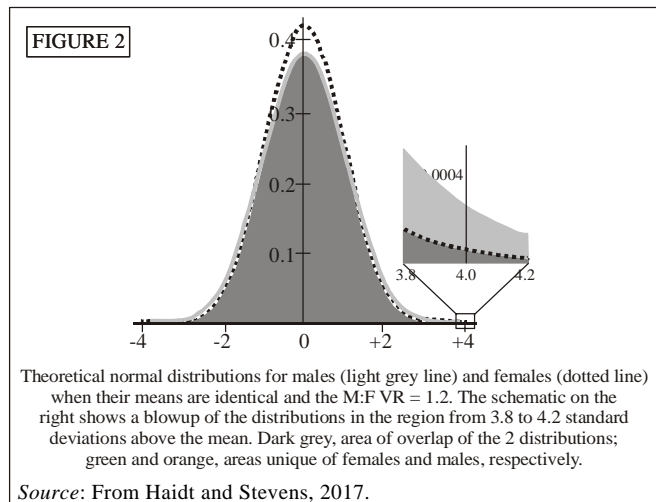 FIGURE 2
0.4
0.3
0.2
0.1
0.0004
3.8 4.0 4.2
-4 -2 0 +2 +4
Theoretical normal distributions for males (light grey line) and females (dotted line)
when their means are identical and the M:F VR = 1.2. The schematic on the
right shows a blowup of the distributions in the region from 3.8 to 4.2 standard
deviations above the mean. Dark grey, area of overlap of the 2 distributions;
green and orange, areas unique of females and males, respectively.
Source: From Haidt and Stevens, 2017.